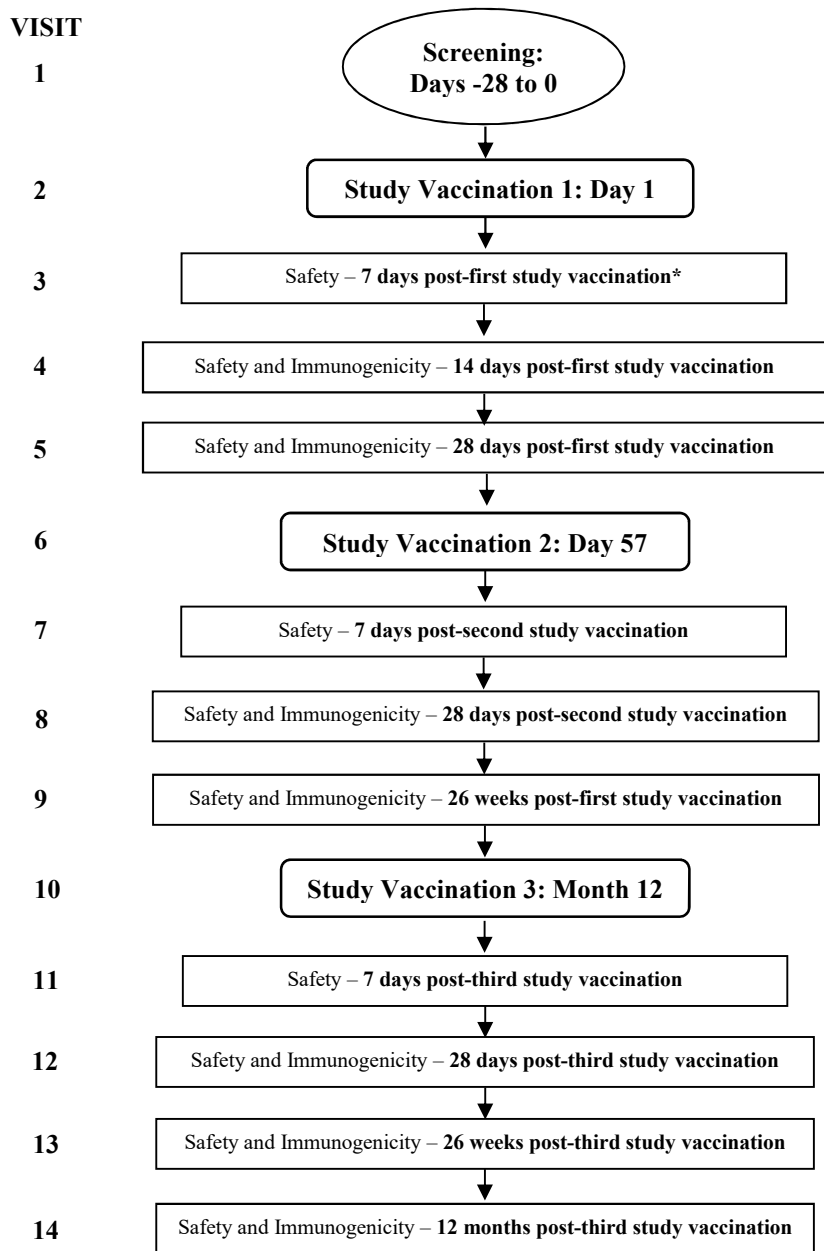 VISIT
1
Screening:
Days -28 to 0
2
Study Vaccination 1: Day 1
3
Safety – 7 days post-first study vaccination*
4
Safety and Immunogenicity – 14 days post-first study vaccination
5
Safety and Immunogenicity – 28 days post-first study vaccination
6
Study Vaccination 2: Day 57
7
Safety – 7 days post-second study vaccination
8
Safety and Immunogenicity – 28 days post-second study vaccination
9
Safety and Immunogenicity – 26 weeks post-first study vaccination
10
Study Vaccination 3: Month 12
11
Safety – 7 days post-third study vaccination
12
Safety and Immunogenicity – 28 days post-third study vaccination
13
Safety and Immunogenicity – 26 weeks post-third study vaccination
14
Safety and Immunogenicity – 12 months post-third study vaccination